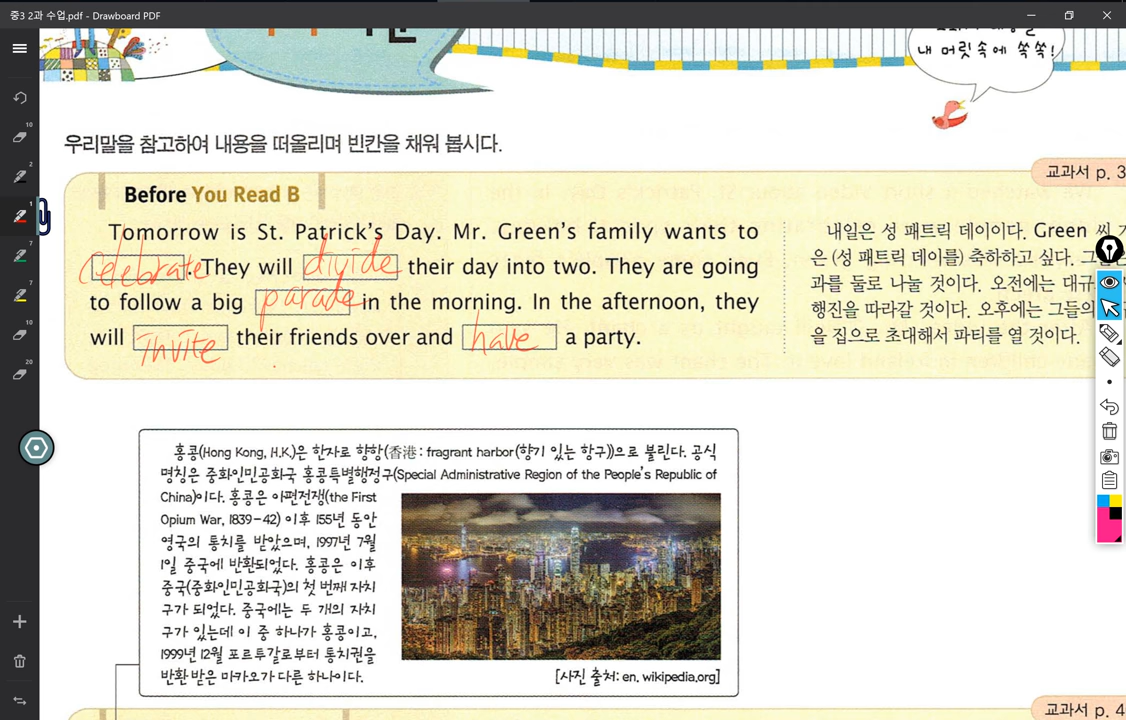 중3 2과 수업.pdf - Drawboard PDF
내 머릿속에 쏙쏙!
우리말을 참고하여 내용을 떠올리며 빈칸을 채워 봅시다.
교과서 p. 3
Before You Read B
Tomorrow is St. Patrick's Day. Mr. Green's family wants to
celebrate. They will divide their day into two. They are going
to follow a big parade in the morning. In the afternoon, they
will invite their friends over and have a party.
내일은 성 패트릭 데이이다. Green 씨
은 (성 패트릭 데이를) 축하하고 싶다.
과를 둘로 나눌 것이다. 오전에는 대규
행진을 따라갈 것이다. 오후에는 그들의
을 집으로 초대해서 파티를 열 것이다.
홍콩(Hong Kong, H.K.)은 한자로 향항(香港: fragrant harbor(향기 있는 항구))으로 불린다. 공식
명칭은 중화인민공화국 홍콩특별행정구(Special Administrative Region of the People's Republic of
China)이다. 홍콩은 아편전쟁(the First
Opium War, 1839-42) 이후 155년 동안
영국의 통치를 받았으며, 1997년 7월
1일 중국에 반환되었다. 홍콩은 이후
중국(중화인민공화국)의 첫 번째 자치
구가 되었다. 중국에는 두 개의 자치
구가 있는데 이 중 하나가 홍콩이고,
1999년 12월 포르투갈로부터 통치권을
반환 받은 마카오가 다른 하나이다.
[사진 출처: en. wikipedia.org]
교과서 p. 4